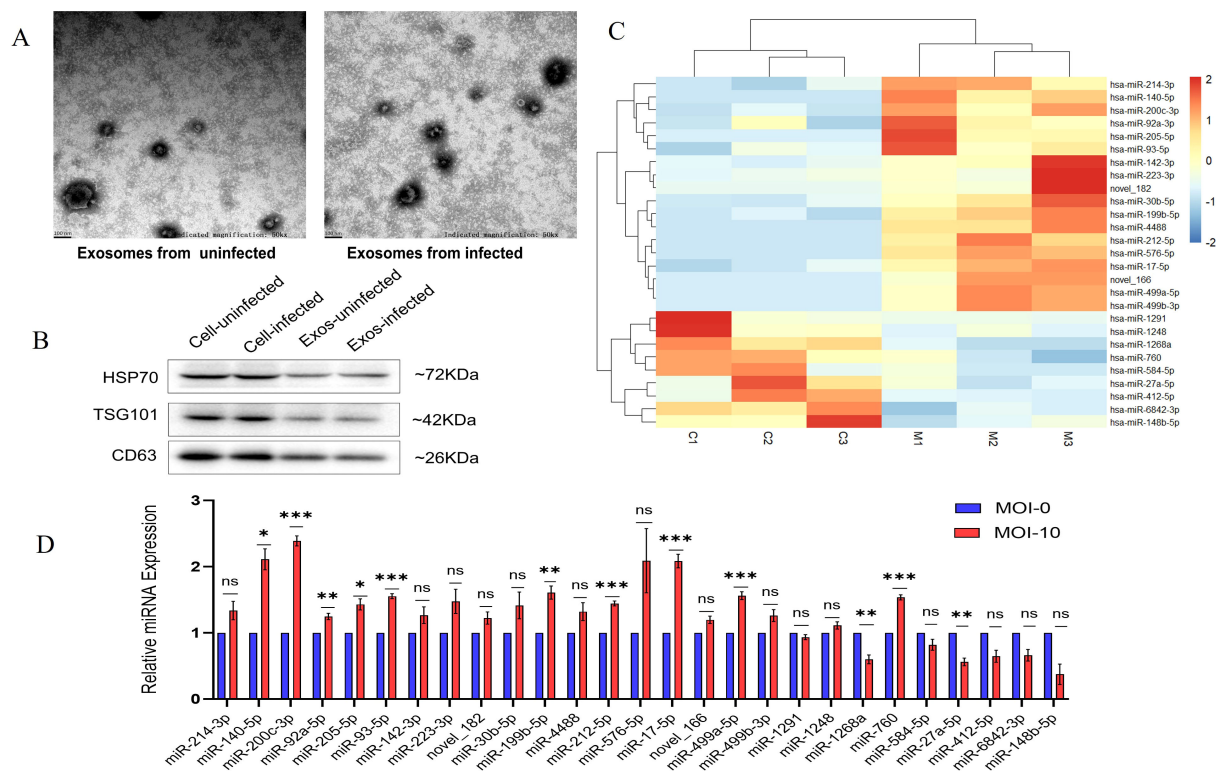 A
100 nm
Indicated magnification: 50kx
Exosomes from uninfected
100 nm
Indicated magnification: 50kx
Exosomes from infected
B
Cell-uninfected
Cell-infected
Exos-uninfected
Exos-infected
HSP70
~72KDa
TSG101
~42KDa
CD63
~26KDa
C
hsa-miR-214-3p
hsa-miR-140-5p
hsa-miR-200c-3p
hsa-miR-92a-3p
hsa-miR-205-5p
hsa-miR-93-5p
hsa-miR-142-3p
hsa-miR-223-3p
novel_182
hsa-miR-30b-5p
hsa-miR-199b-5p
hsa-miR-4488
hsa-miR-212-5p
hsa-miR-576-5p
hsa-miR-17-5p
novel_166
hsa-miR-499a-5p
hsa-miR-499b-3p
hsa-miR-1291
hsa-miR-1248
hsa-miR-1268a
hsa-miR-760
hsa-miR-584-5p
hsa-miR-27a-5p
hsa-miR-412-5p
hsa-miR-6842-3p
hsa-miR-148b-5p
C1
C2
C3
M1
M2
M3
2
1
0
-1
-2
D
Relative miRNA Expression
3
2
1
0
MOI-0
MOI-10
ns
*
***
**
*
***
ns
ns
ns
ns
**
ns
***
ns
***
ns
***
ns
ns
ns
**
***
ns
**
ns
ns
ns
miR-214-3p
miR-140-5p
miR-200c-3p
miR-92a-5p
miR-205-5p
miR-93-5p
miR-142-3p
miR-223-3p
novel_182
miR-30b-5p
miR-199b-5p
miR-4488
miR-212-5p
miR-576-5p
miR-17-5p
novel_166
miR-499a-5p
miR-499b-3p
miR-1291
miR-1248
miR-1268a
miR-760
miR-584-5p
miR-27a-5p
miR-412-5p
miR-6842-3p
miR-148b-5p